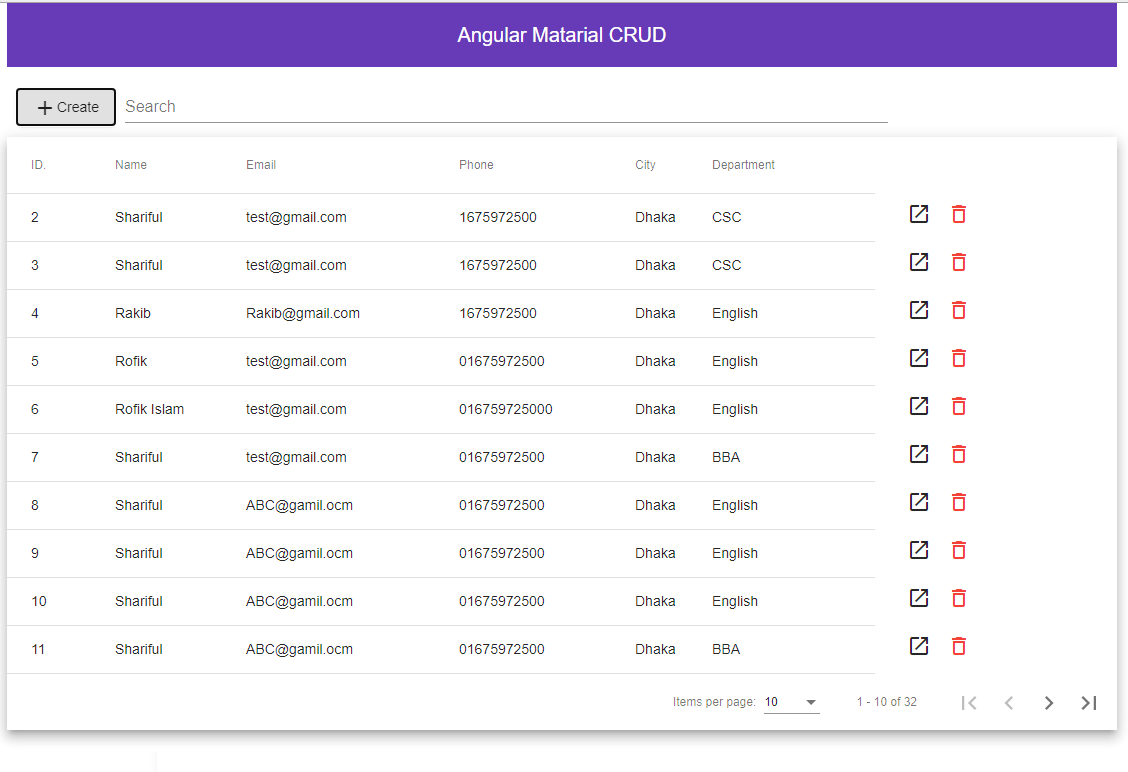 Angular Matarial CRUD
Create Search
ID. Name Email Phone City Department
2 Shariful test@gmail.com 1675972500 Dhaka CSC
3 Shariful test@gmail.com 1675972500 Dhaka CSC
4 Rakib Rakib@gmail.com 1675972500 Dhaka English
5 Rofik test@gmail.com 01675972500 Dhaka English
6 Rofik Islam test@gmail.com 016759725000 Dhaka English
7 Shariful test@gmail.com 01675972500 Dhaka BBA
8 Shariful ABC@gamil.ocm 01675972500 Dhaka English
9 Shariful ABC@gamil.ocm 01675972500 Dhaka English
10 Shariful ABC@gamil.ocm 01675972500 Dhaka English
11 Shariful ABC@gamil.ocm 01675972500 Dhaka BBA
Items per page: 10 1 - 10 of 32